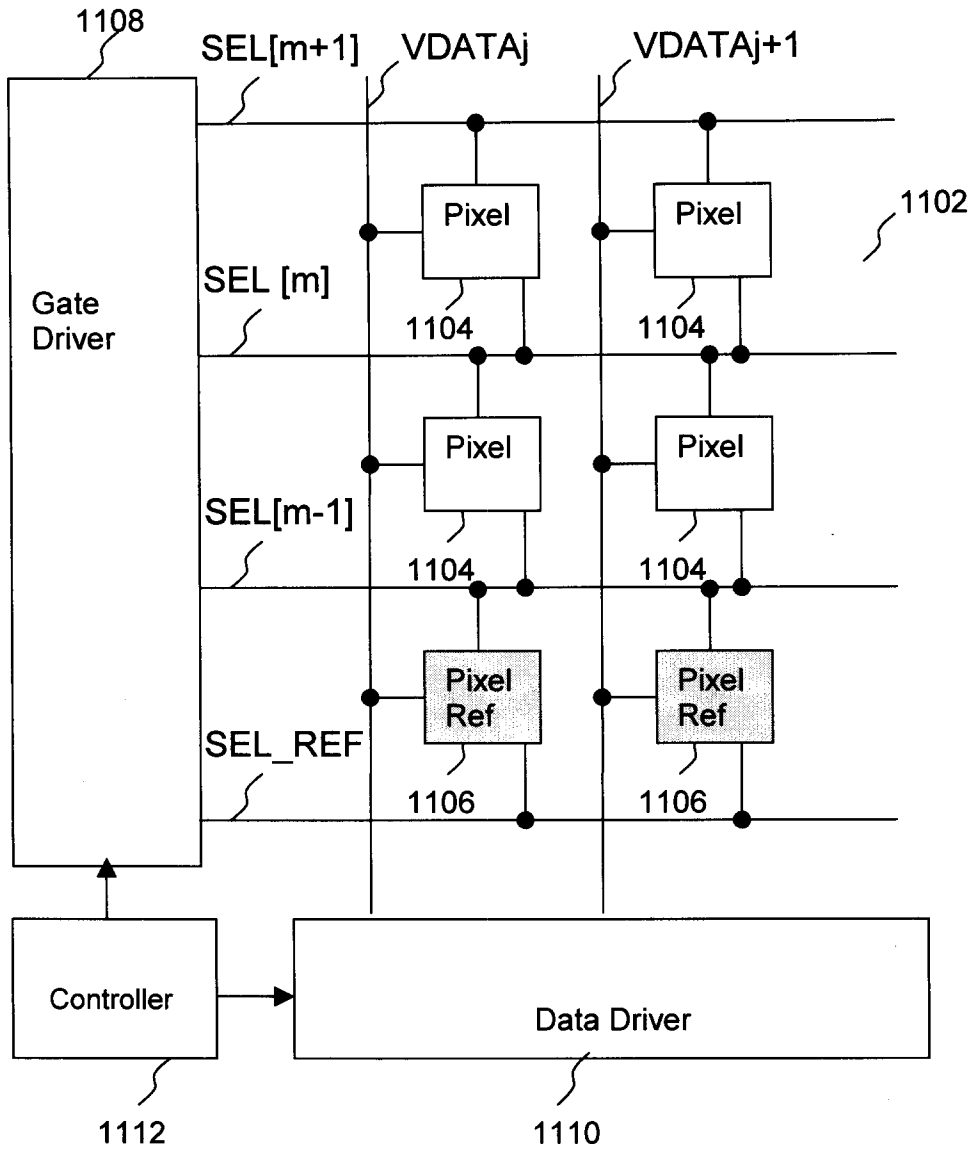 1108
SEL[m+1]
VDATAj
VDATAj+1
Pixel
Pixel
1102
SEL [m]
1104
1104
Gate
Driver
Pixel
Pixel
SEL[m-1]
1104
1104
Pixel
Ref
Pixel
Ref
SEL_REF
1106
1106
Controller
Data Driver
1112
1110